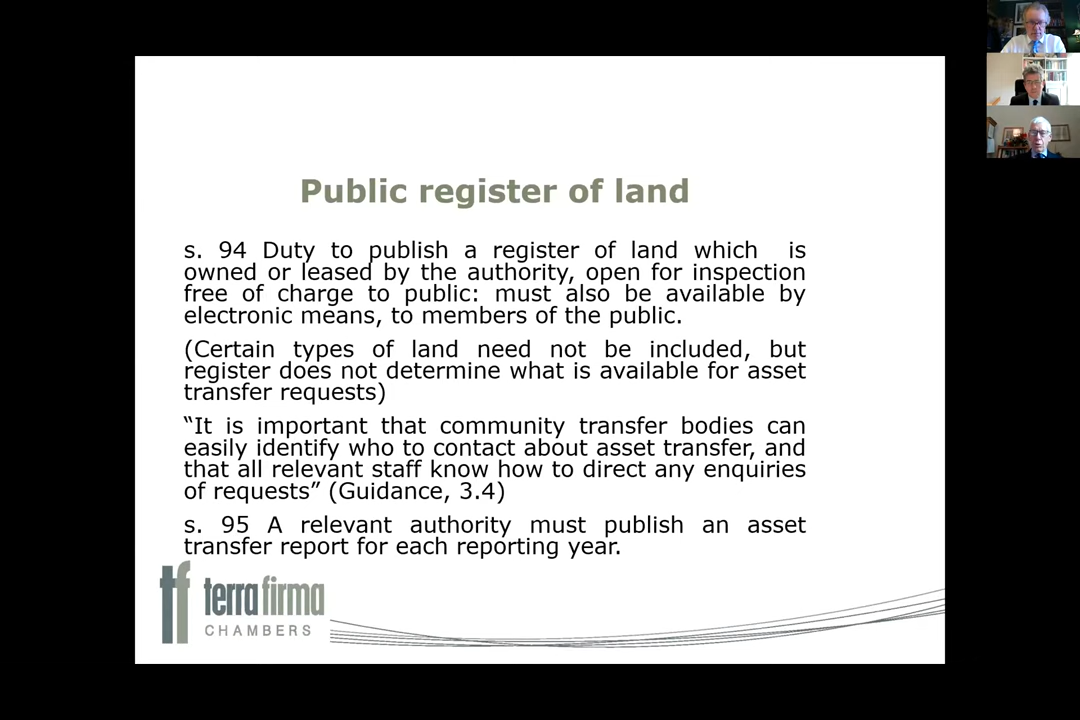 Public register of land
s. 94 Duty to publish a register of land which is
owned or leased by the authority, open for inspection
free of charge to public: must also be available by
electronic means, to members of the public.
(Certain types of land need not be included, but
register does not determine what is available for asset
transfer requests)
“It is important that community transfer bodies can
easily identify who to contact about asset transfer, and
that all relevant staff know how to direct any enquiries
of requests” (Guidance, 3.4)
s. 95 A relevant authority must publish an asset
transfer report for each reporting year.
tf terra firma
CHAMBERS